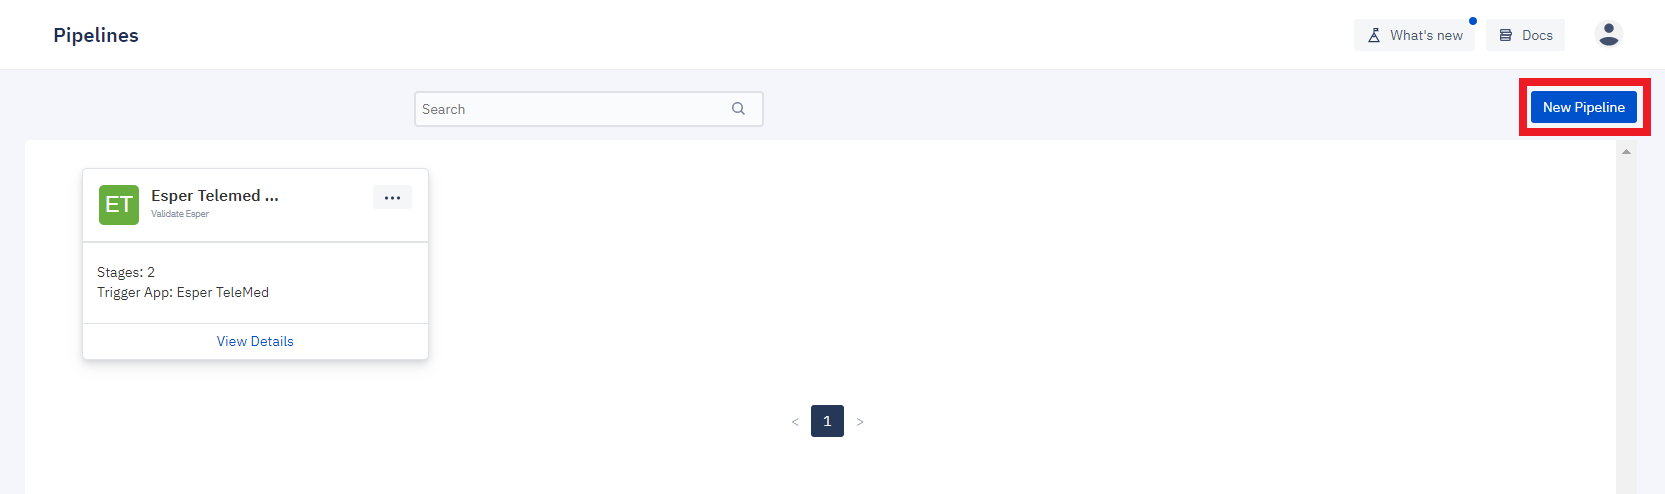 Pipelines
What's new
Docs
Search
New Pipeline
ET
Esper Telemed ...
Validate Esper
Stages: 2
Trigger App: Esper TeleMed
View Details
< 1 >